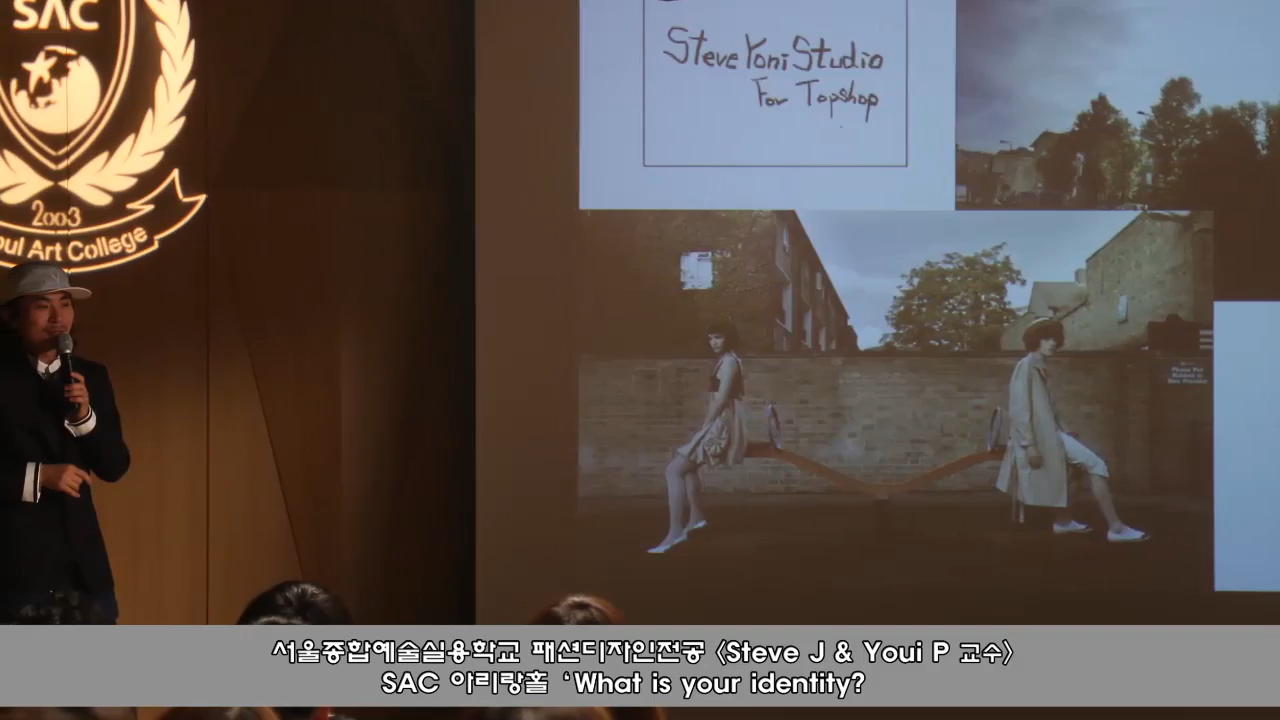 SAC
2003
oul Art College
Steve Yoni Studio
For Topshop
서울종합예술실용학교 패션디자인전공 <Steve J & Youi P 교수>
SAC 아리랑홀 ‘What is your identity?